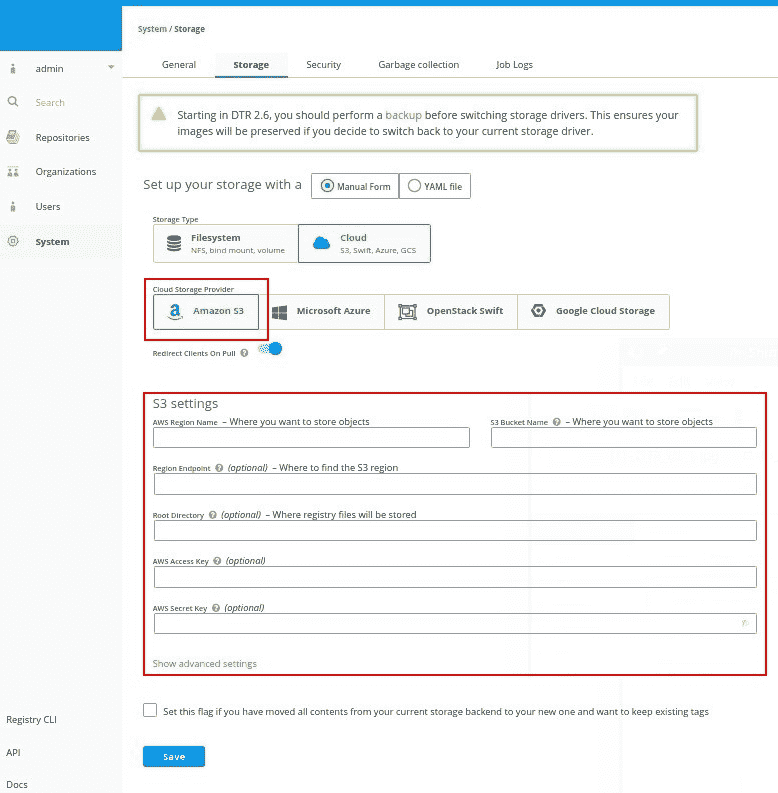 System / Storage
admin
Search
Repositories
Organizations
Users
System
General
Storage
Security
Garbage collection
Job Logs
Starting in DTR 2.6, you should perform a backup before switching storage drivers. This ensures your
images will be preserved if you decide to switch back to your current storage driver.
Set up your storage with a
Manual Form
YAML file
Storage Type
Filesystem
NFS, bind mount, volume
Cloud
S3, Swift, Azure, GCS
Cloud Storage Provider
Amazon S3
Microsoft Azure
OpenStack Swift
Google Cloud Storage
Redirect Clients On Pull ?
S3 settings
AWS Region Name – Where you want to store objects
S3 Bucket Name ? – Where you want to store objects
Region Endpoint ? (optional) – Where to find the S3 region
Root Directory ? (optional) – Where registry files will be stored
AWS Access Key ? (optional)
AWS Secret Key ? (optional)
Show advanced settings
Set this flag if you have moved all contents from your current storage backend to your new one and want to keep existing tags
Save
Registry CLI
API
Docs